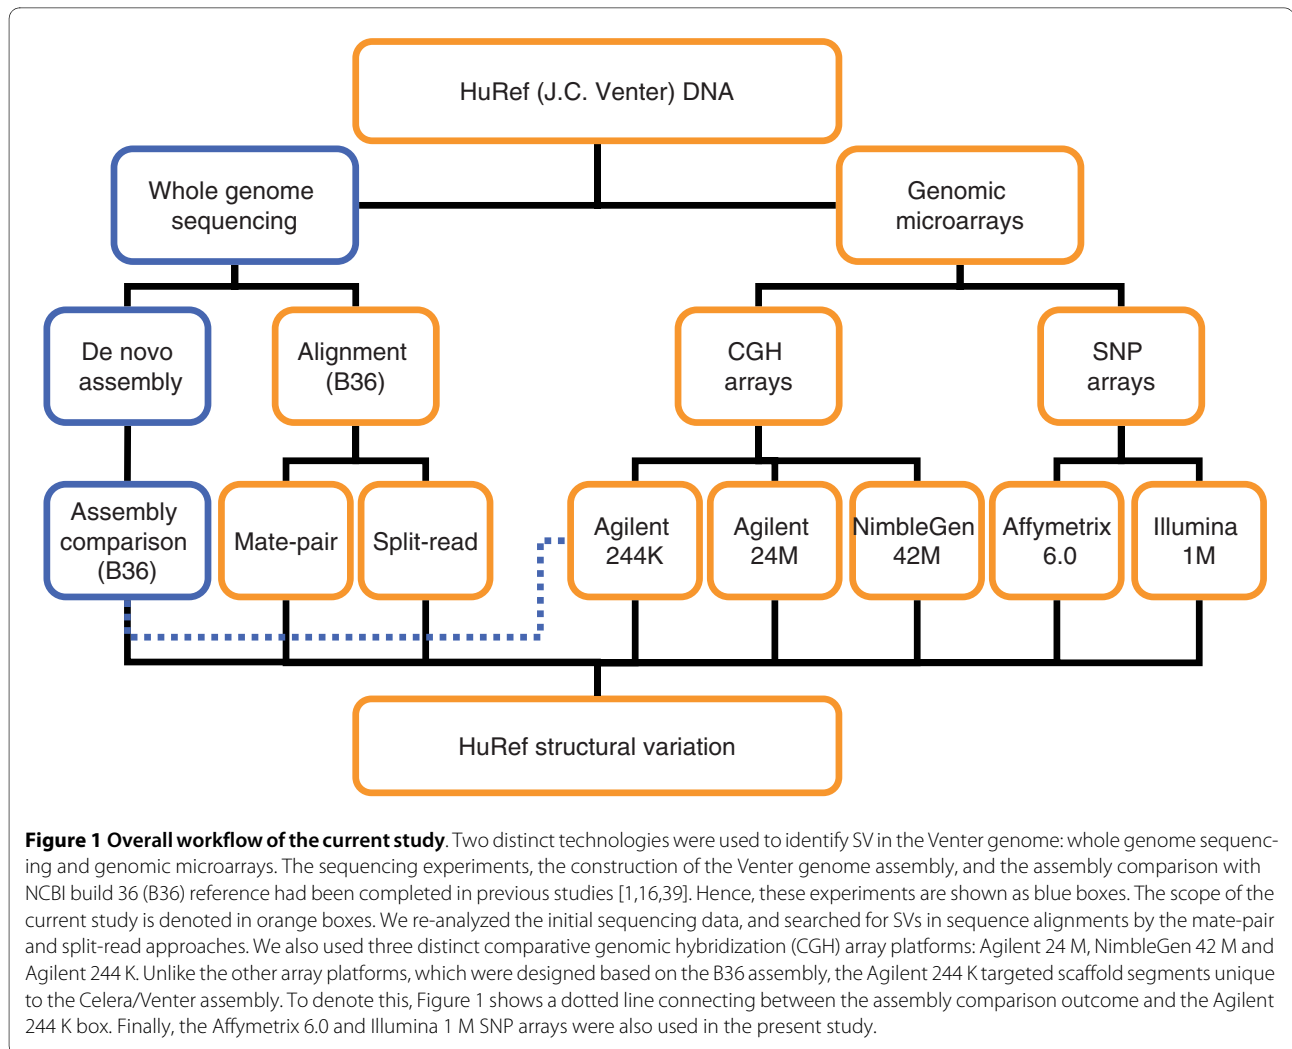 HuRef (J.C. Venter) DNA
Whole genome
sequencing
Genomic
microarrays
De novo
assembly
Alignment
(B36)
CGH
arrays
SNP
arrays
Assembly
comparison
(B36)
Mate-pair
Split-read
Agilent
244K
Agilent
24M
NimbleGen
42M
Affymetrix
6.0
Illumina
1M
HuRef structural variation
Figure 1 Overall workflow of the current study. Two distinct technologies were used to identify SV in the Venter genome: whole genome sequenc-
ing and genomic microarrays. The sequencing experiments, the construction of the Venter genome assembly, and the assembly comparison with
NCBI build 36 (B36) reference had been completed in previous studies [1,16,39]. Hence, these experiments are shown as blue boxes. The scope of the
current study is denoted in orange boxes. We re-analyzed the initial sequencing data, and searched for SVs in sequence alignments by the mate-pair
and split-read approaches. We also used three distinct comparative genomic hybridization (CGH) array platforms: Agilent 24 M, NimbleGen 42 M and
Agilent 244 K. Unlike the other array platforms, which were designed based on the B36 assembly, the Agilent 244 K targeted scaffold segments unique
to the Celera/Venter assembly. To denote this, Figure 1 shows a dotted line connecting between the assembly comparison outcome and the Agilent
244 K box. Finally, the Affymetrix 6.0 and Illumina 1 M SNP arrays were also used in the present study.